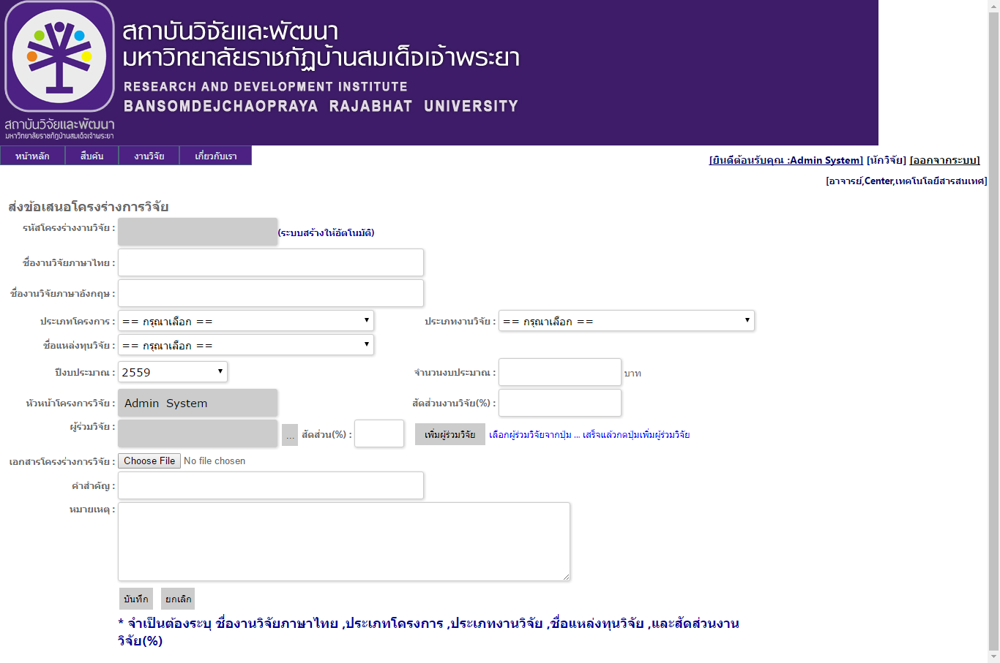 สถาบันวิจัยและพัฒนา
มหาวิทยาลัยราชภัฏบ้านสมเด็จเจ้าพระยา
RESEARCH AND DEVELOPMENT INSTITUTE
BANSOMDEJCHAOPRAYA RAJABHAT UNIVERSITY
สถาบันวิจัยและพัฒนา
มหาวิทยาลัยราชภัฏบ้านสมเด็จเจ้าพระยา
หน้าหลัก สืบค้น งานวิจัย เกี่ยวกับเรา
[ยินดีต้อนรับคุณ :Admin System] [นักวิจัย] [ออกจากระบบ]
[อาจารย์,Center,เทคโนโลยีสารสนเทศ]
ส่งข้อเสนอโครงร่างการวิจัย
รหัสโครงร่างงานวิจัย : (ระบบสร้างให้อัตโนมัติ)
ชื่องานวิจัยภาษาไทย :
ชื่องานวิจัยภาษาอังกฤษ :
ประเภทโครงการ : == กรุณาเลือก == ประเภทงานวิจัย : == กรุณาเลือก ==
ชื่อแหล่งทุนวิจัย : == กรุณาเลือก ==
ปีงบประมาณ : 2559 จำนวนงบประมาณ : บาท
หัวหน้าโครงการวิจัย : Admin System สัดส่วนงานวิจัย(%) :
ผู้ร่วมวิจัย : ... สัดส่วน(%) : เพิ่มผู้ร่วมวิจัย เลือกผู้ร่วมวิจัยจากปุ่ม ... เสร็จแล้วกดปุ่มเพิ่มผู้ร่วมวิจัย
เอกสารโครงร่างการวิจัย : Choose File No file chosen
คำสำคัญ :
หมายเหตุ :
บันทึก ยกเลิก
* จำเป็นต้องระบุ ชื่องานวิจัยภาษาไทย ,ประเภทโครงการ ,ประเภทงานวิจัย ,ชื่อแหล่งทุนวิจัย ,และสัดส่วนงาน
วิจัย(%)